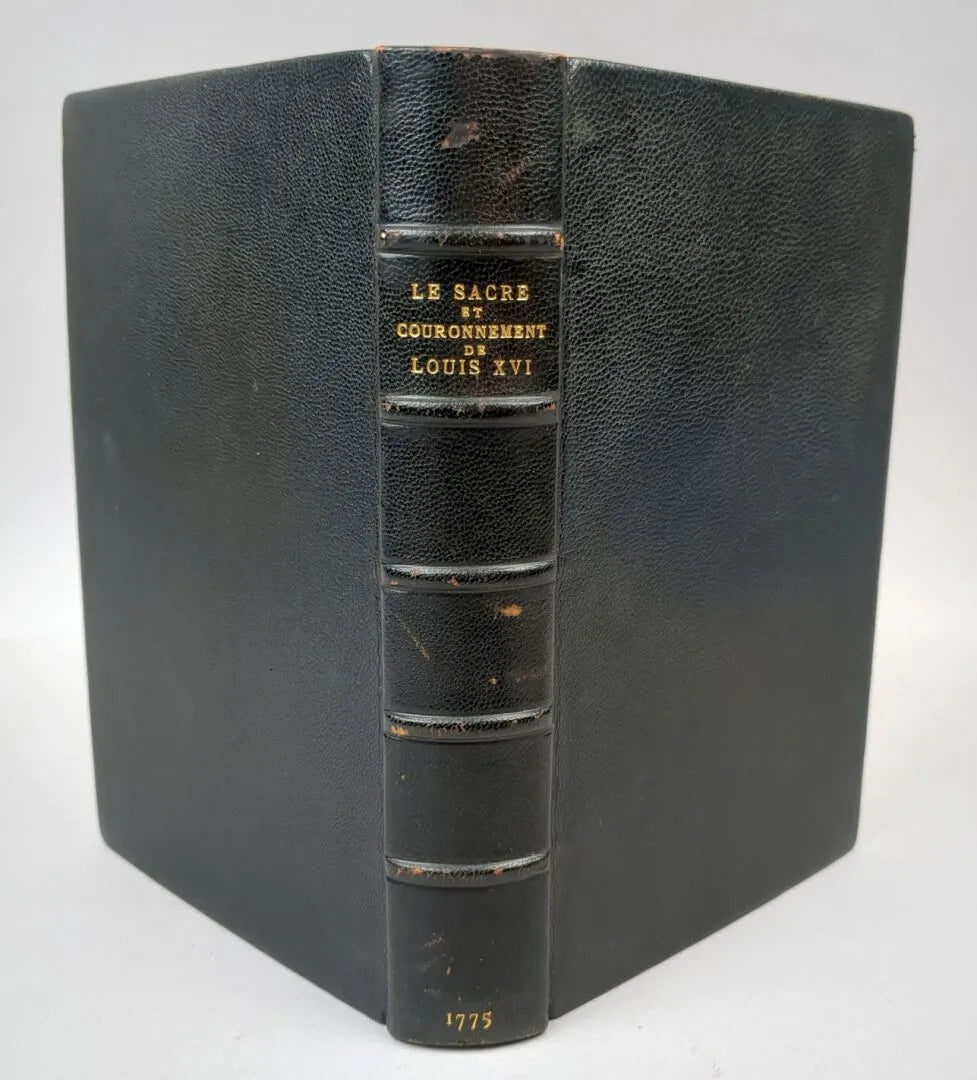 LE SACRE
ET
COURONNEMENT
DE
LOUIS XVI
1775